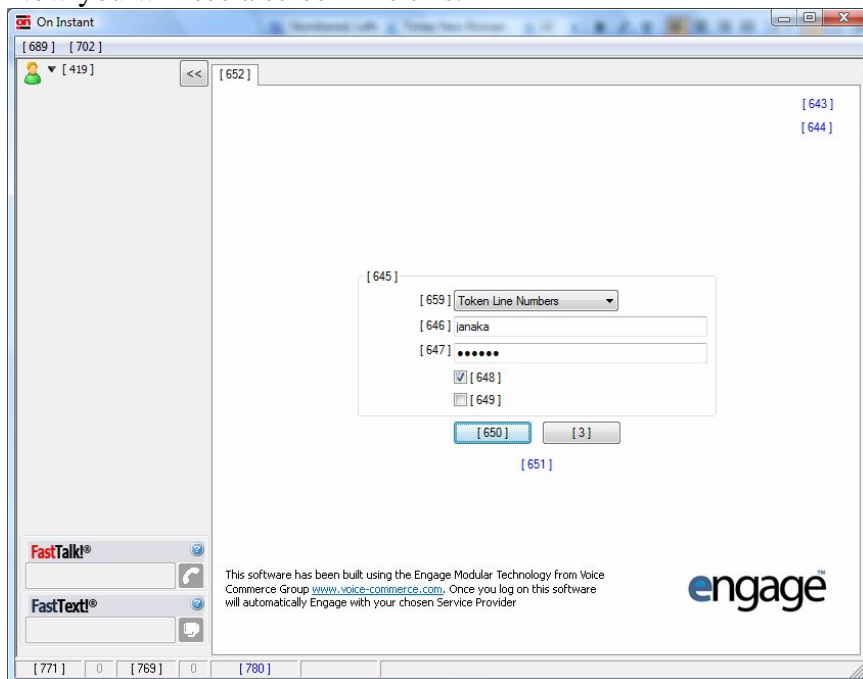 On Instant
[ 689 ] [ 702 ]
[ 419 ]
<<
[ 652 ]
[ 643 ]
[ 644 ]
[ 645 ]
[ 659 ] Token Line Numbers
[ 646 ] janaka
[ 647 ] ••••••
[ 648 ]
[ 649 ]
[ 650 ] [ 3 ]
[ 651 ]
FastTalk!®
FastText!®
This software has been built using the Engage Modular Technology from Voice
Commerce Group www.voice-commerce.com. Once you log on this software
will automatically Engage with your chosen Service Provider
engage™
[ 771 ] 0 [ 769 ] 0 [ 780 ]